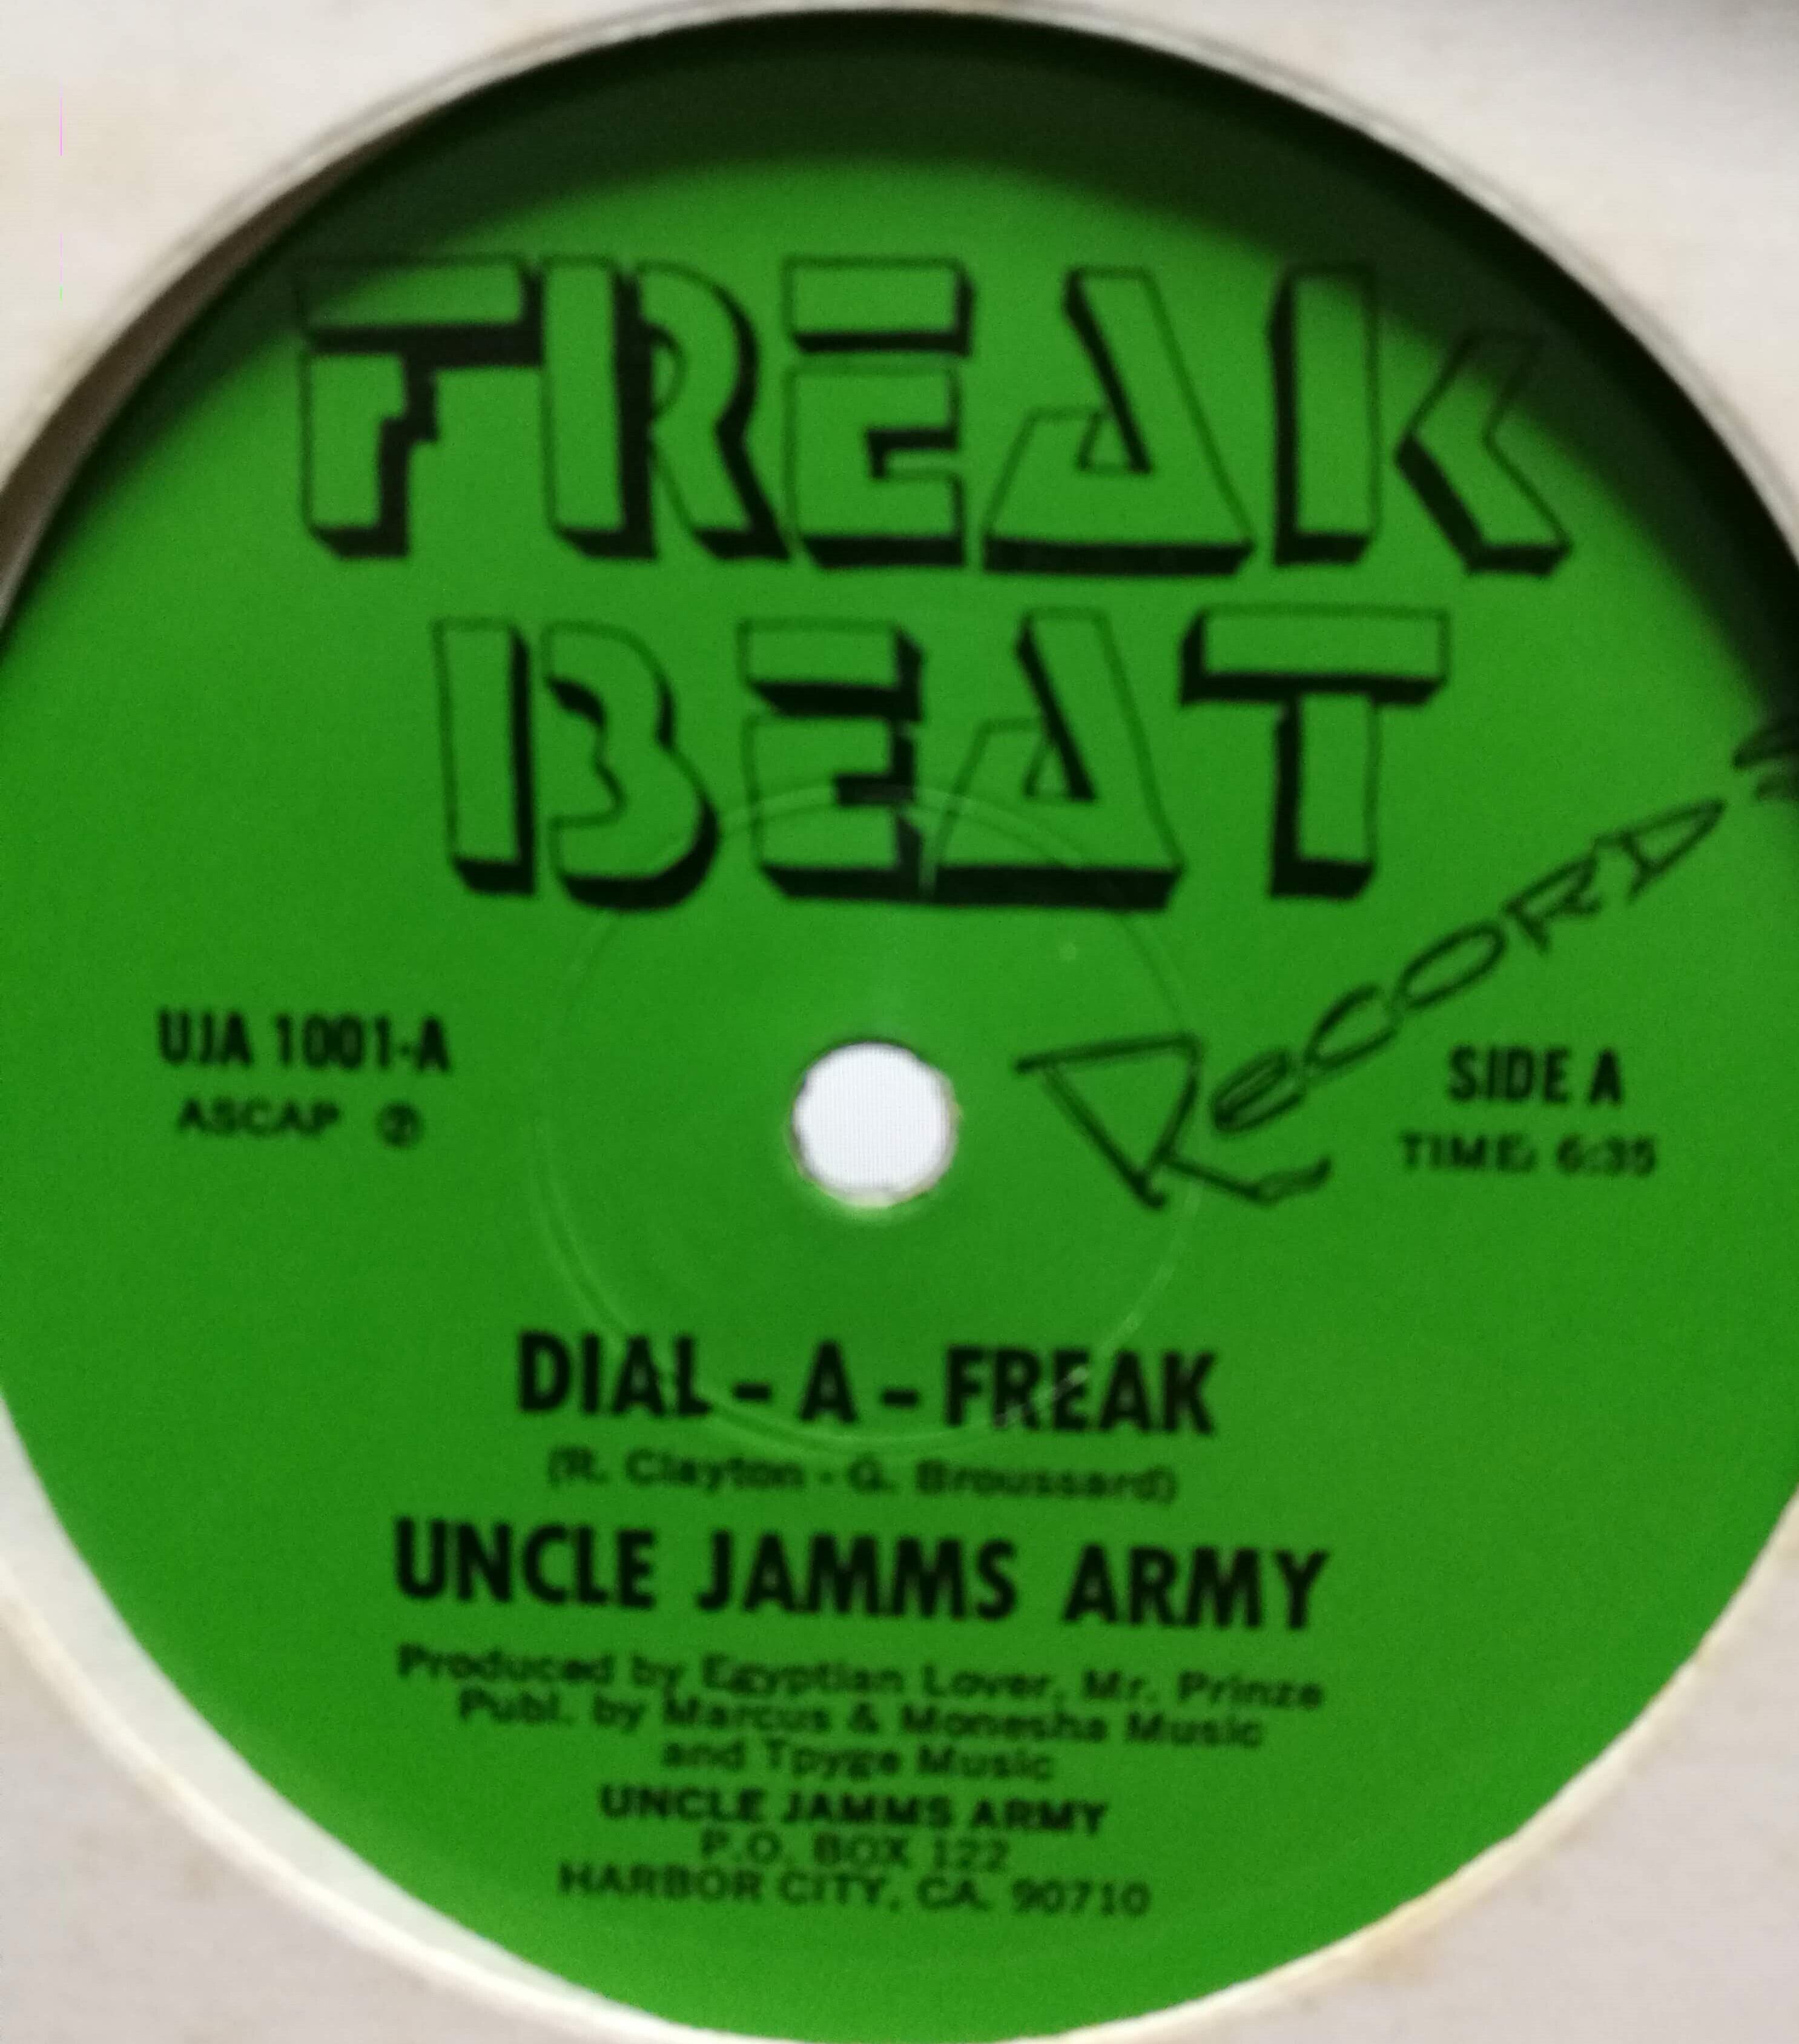 FREAK
BEAT
RECORDS
UJA 1001-A
ASCAP ℗
SIDE A
TIME: 6:35
DIAL - A - FREAK
(R. Clayton - G. Broussard)
UNCLE JAMMS ARMY
Produced by Egyptian Lover, Mr. Prinze
Publ. by Marcus & Monesha Music
and Tpyge Music
UNCLE JAMMS ARMY
P.O. BOX 122
HARBOR CITY, CA. 90710